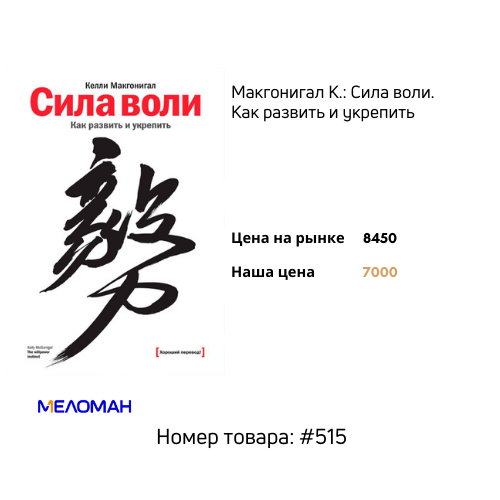 Келли Макгонигал
Сила воли
Как развить и укрепить
Kelly McGonigal
The willpower
instinct
[Хороший перевод!]
Макгонигал К.: Сила воли.
Как развить и укрепить
Цена на рынке 8450
Наша цена 7000
МЕЛОМАН
Номер товара: #515